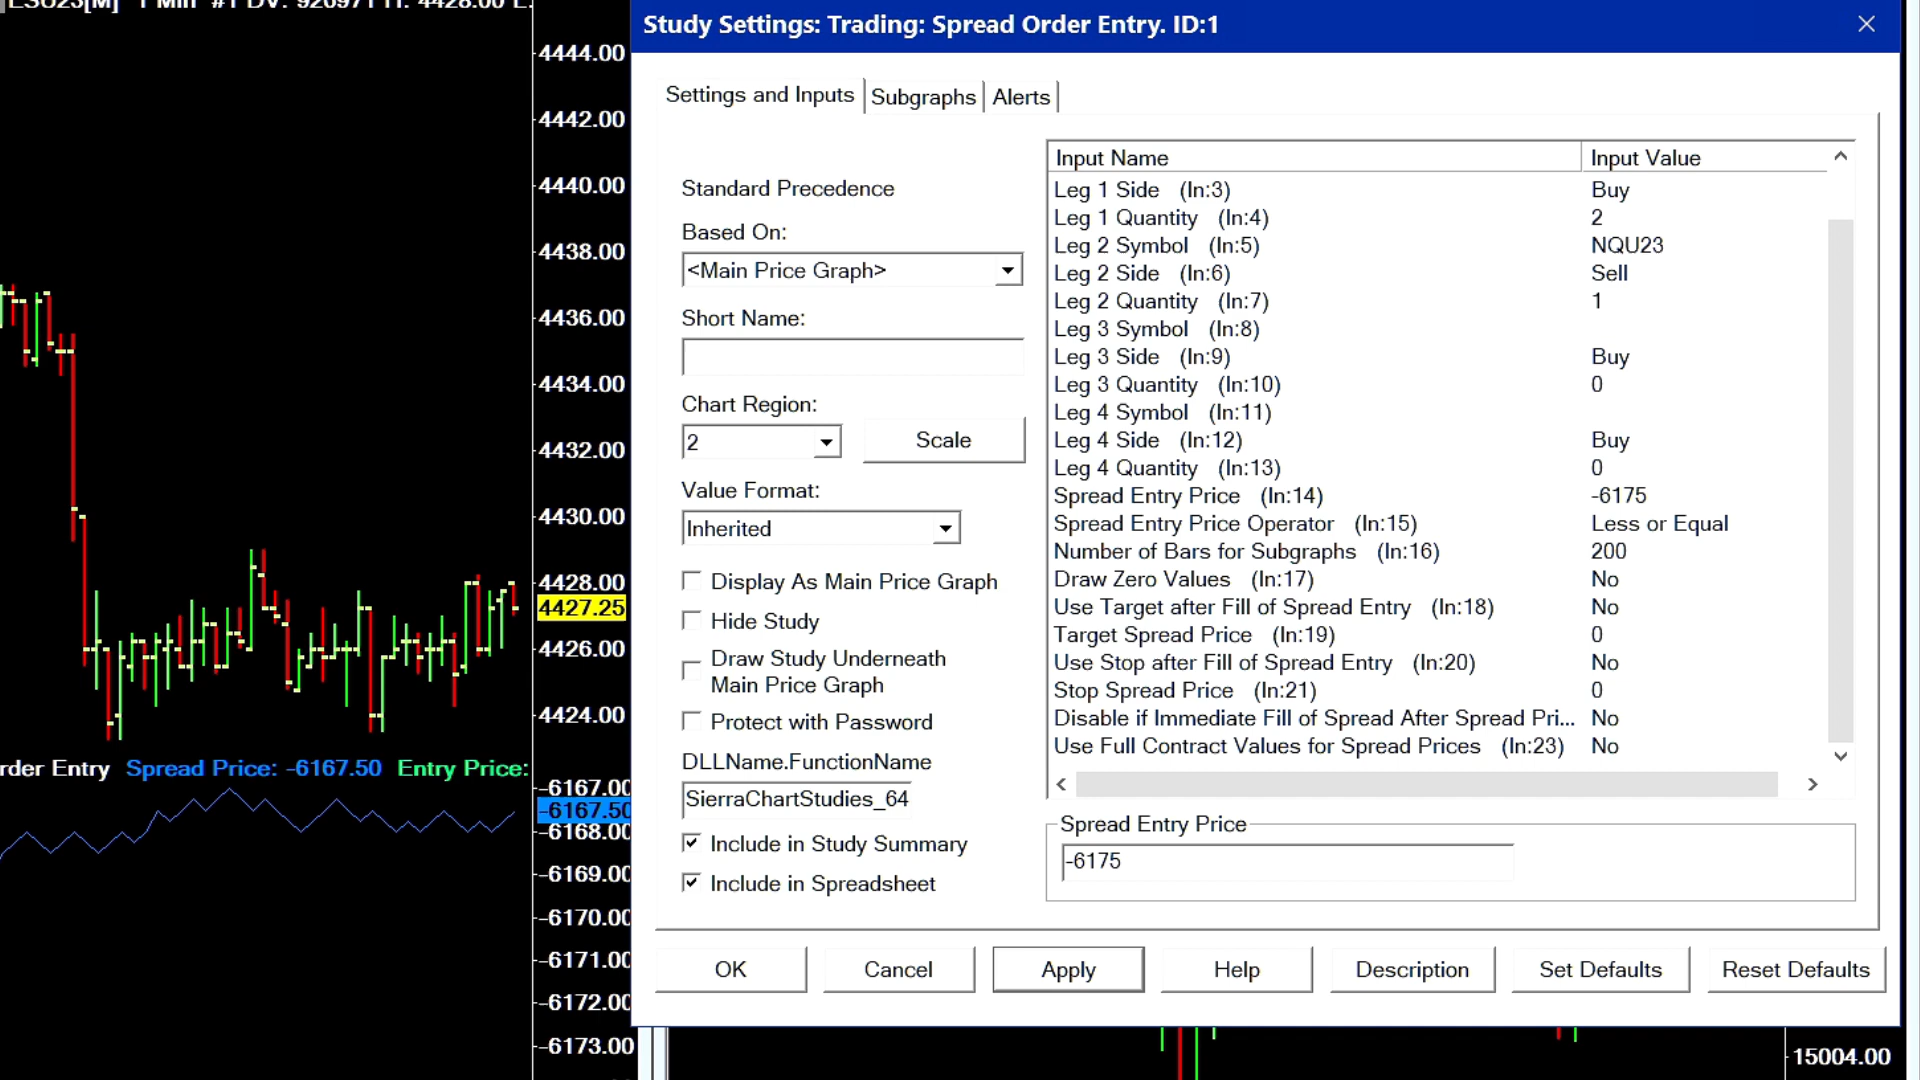 ESU23[M] 1 Min #1 DV: 926971 H: 4428.00
Study Settings: Trading: Spread Order Entry. ID:1
Settings and Inputs
Subgraphs
Alerts
4444.00
4442.00
4440.00
4438.00
4436.00
4434.00
4432.00
4430.00
4428.00
4427.25
4426.00
4424.00
rder Entry Spread Price: -6167.50 Entry Price:
-6167.00
-6167.50
-6168.00
-6169.00
-6170.00
-6171.00
-6172.00
-6173.00
Standard Precedence
Based On:
<Main Price Graph>
Short Name:
Chart Region:
2
Scale
Value Format:
Inherited
Display As Main Price Graph
Hide Study
Draw Study Underneath
Main Price Graph
Protect with Password
DLLName.FunctionName
SierraChartStudies_64
Include in Study Summary
Include in Spreadsheet
Input Name Input Value
Leg 1 Side (In:3) Buy
Leg 1 Quantity (In:4) 2
Leg 2 Symbol (In:5) NQU23
Leg 2 Side (In:6) Sell
Leg 2 Quantity (In:7) 1
Leg 3 Symbol (In:8)
Leg 3 Side (In:9) Buy
Leg 3 Quantity (In:10) 0
Leg 4 Symbol (In:11)
Leg 4 Side (In:12) Buy
Leg 4 Quantity (In:13) 0
Spread Entry Price (In:14) -6175
Spread Entry Price Operator (In:15) Less or Equal
Number of Bars for Subgraphs (In:16) 200
Draw Zero Values (In:17) No
Use Target after Fill of Spread Entry (In:18) No
Target Spread Price (In:19) 0
Use Stop after Fill of Spread Entry (In:20) No
Stop Spread Price (In:21) 0
Disable if Immediate Fill of Spread After Spread Pri... No
Use Full Contract Values for Spread Prices (In:23) No
Spread Entry Price
-6175
OK
Cancel
Apply
Help
Description
Set Defaults
Reset Defaults
15004.00